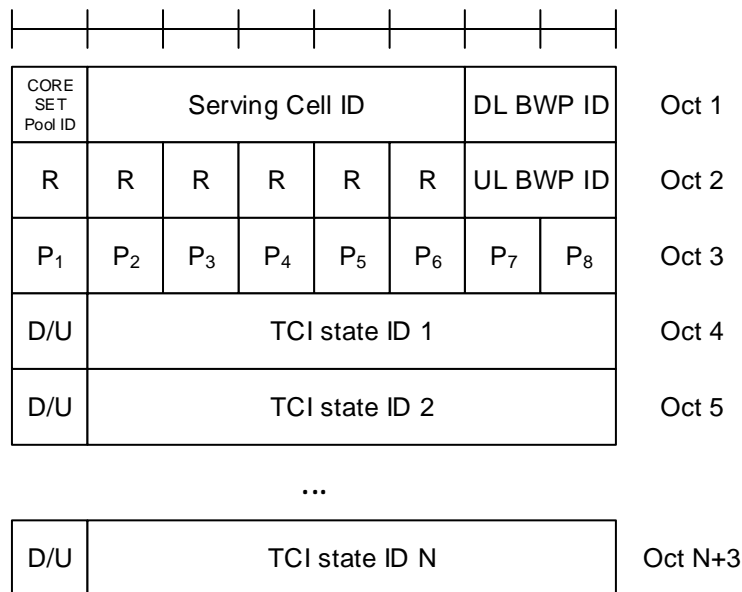 CORE SET Pool ID Serving Cell ID DL BWP ID Oct 1
R R R R R R UL BWP ID Oct 2
P1 P2 P3 P4 P5 P6 P7 P8 Oct 3
D/U TCI state ID 1 Oct 4
D/U TCI state ID 2 Oct 5
...
D/U TCI state ID N Oct N+3